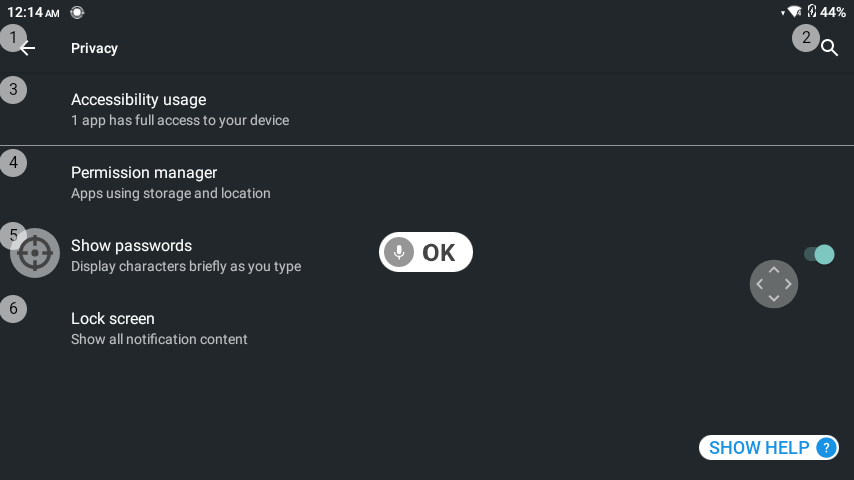 12:14 AM
44%
1
Privacy
2
3
Accessibility usage
1 app has full access to your device
4
Permission manager
Apps using storage and location
5
Show passwords
Display characters briefly as you type
OK
6
Lock screen
Show all notification content
SHOW HELP ?